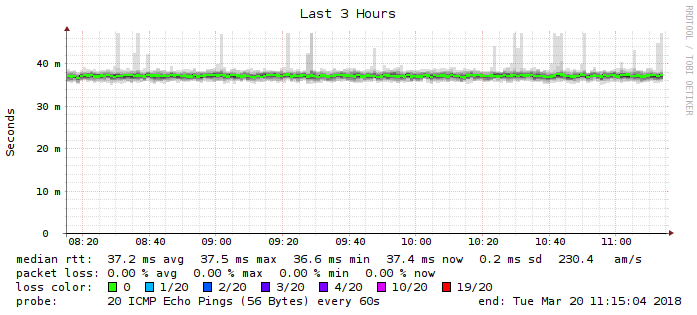 Last 3 Hours
RRDTOOL / TOBI OETIKER
Seconds
40 m
30 m
20 m
10 m
0
08:20 08:40 09:00 09:20 09:40 10:00 10:20 10:40 11:00
median rtt: 37.2 ms avg 37.5 ms max 36.6 ms min 37.4 ms now 0.2 ms sd 230.4 am/s
packet loss: 0.00 % avg 0.00 % max 0.00 % min 0.00 % now
loss color: 0 1/20 2/20 3/20 4/20 10/20 19/20
probe: 20 ICMP Echo Pings (56 Bytes) every 60s end: Tue Mar 20 11:15:04 2018